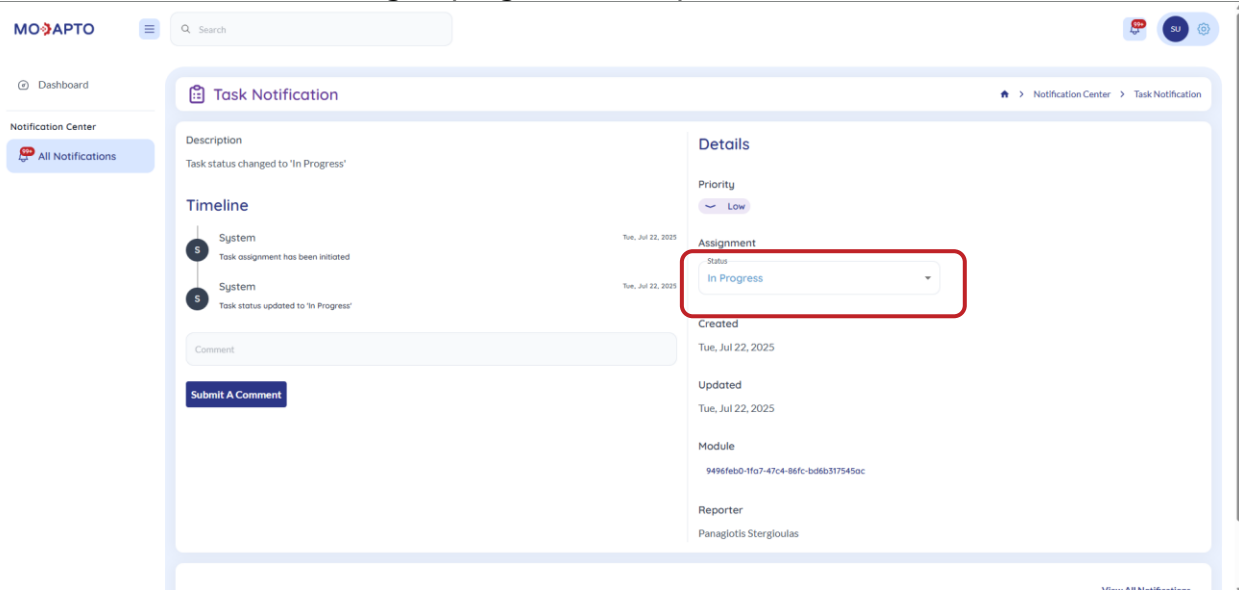 MODAPTO
Search
99+
SU
Dashboard
Notification Center
99+
All Notifications
Task Notification
Notification Center > Task Notification
Description
Task status changed to 'In Progress'
Timeline
S
System
Tue, Jul 22, 2025
Task assignment has been initiated
S
System
Tue, Jul 22, 2025
Task status updated to 'In Progress'
Comment
Submit A Comment
Details
Priority
Low
Assignment
Status
In Progress
Created
Tue, Jul 22, 2025
Updated
Tue, Jul 22, 2025
Module
9496feb0-1fa7-47c4-86fc-bd6b317545ac
Reporter
Panagiotis Stergioulas
View All Notifications